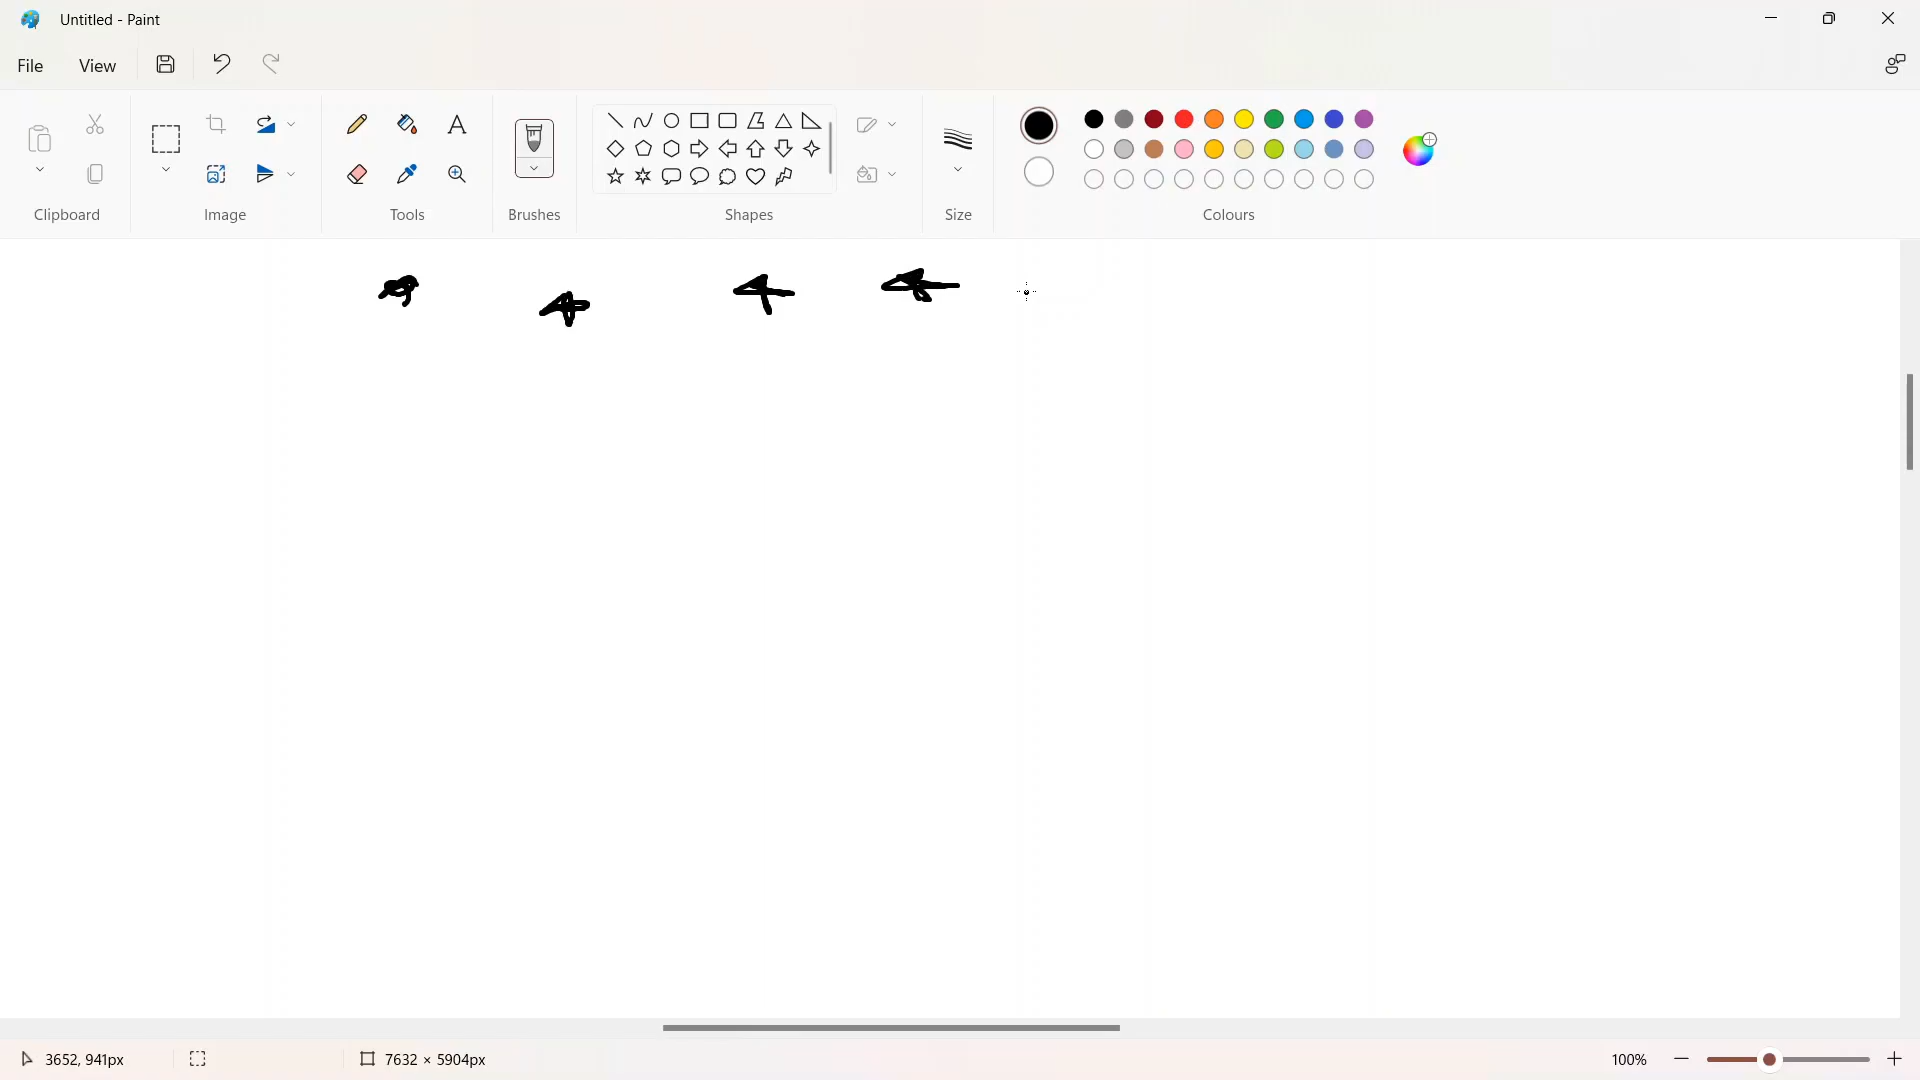 Untitled - Paint
File View
Clipboard Image Tools Brushes Shapes Size Colours
3652, 941px 7632 × 5904px 100%